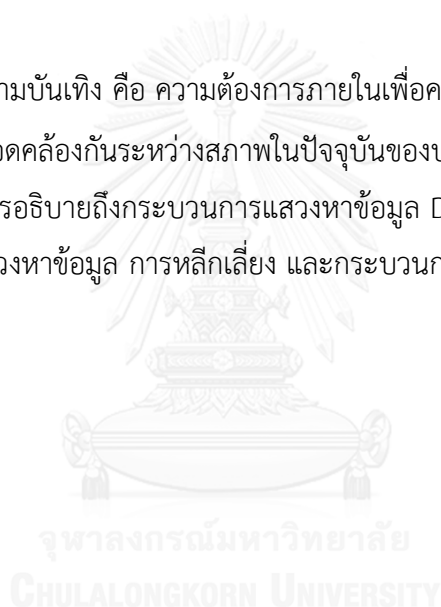 ามบันเทิง คือ ความต้องการภายในเพื่อค
อดคล้องกันระหว่างสภาพในปัจจุบันของบ
รอธิบายถึงกระบวนการแสวงหาข้อมูล D
วงหาข้อมูล การหลีกเลี่ยง และกระบวนก
จุฬาลงกรณ์มหาวิทยาลัย
CHULALONGKORN UNIVERSITY